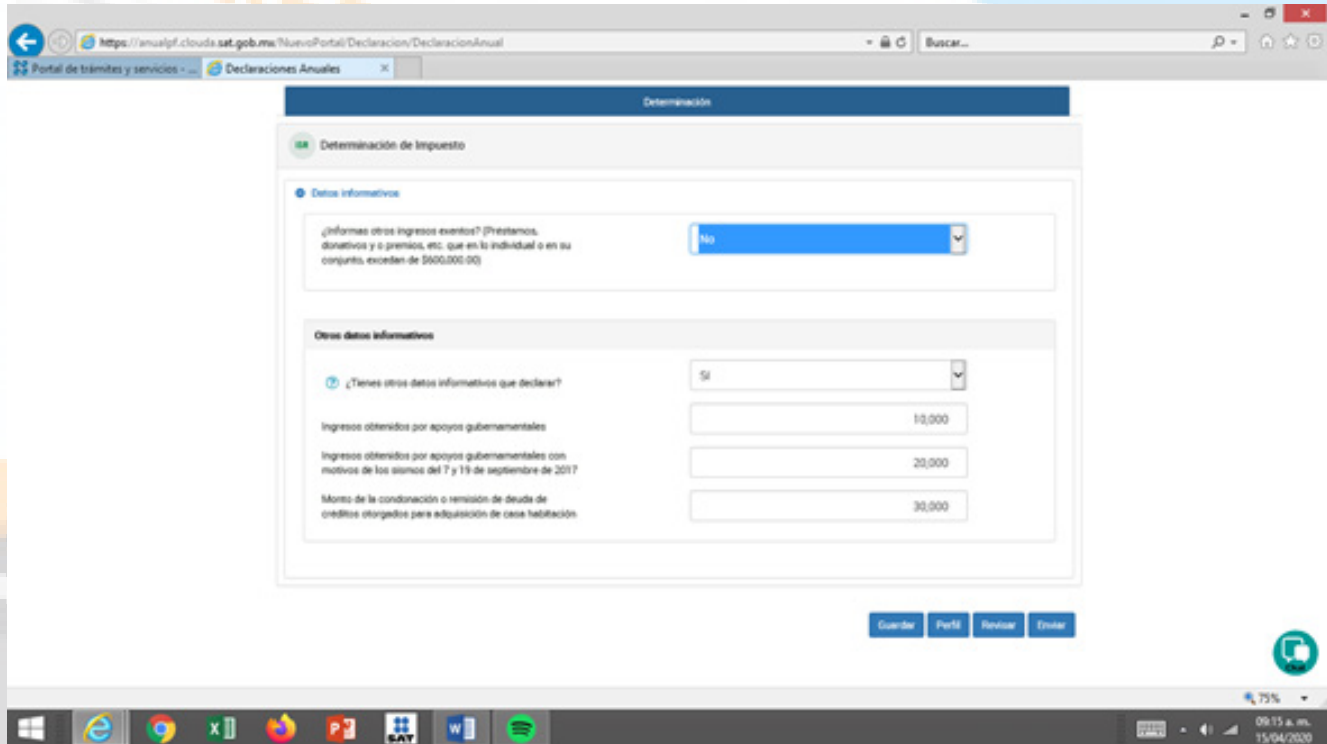 https://anualpf.clouda.sat.gob.mx/NuevoPortal/Declaracion/DeclaracionAnual
Buscar...
Portal de trámites y servicios - ...
Declaraciones Anuales
Determinación
ISR Determinación de Impuesto
Datos informativos
¿Informas otros ingresos exentos? (Préstamos,
donativos y o premios, etc. que en lo individual o en su
conjunto, excedan de $600,000.00)
No
Otros datos informativos
¿Tienes otros datos informativos que declarar?
Sí
Ingresos obtenidos por apoyos gubernamentales
10,000
Ingresos obtenidos por apoyos gubernamentales con
motivos de los sismos del 7 y 19 de septiembre de 2017
20,000
Monto de la condonación o remisión de deuda de
créditos otorgados para adquisición de casa habitación
30,000
Guardar Perfil Revisar Enviar
Chat
75%
SAT
09:15 a. m.
15/04/2020